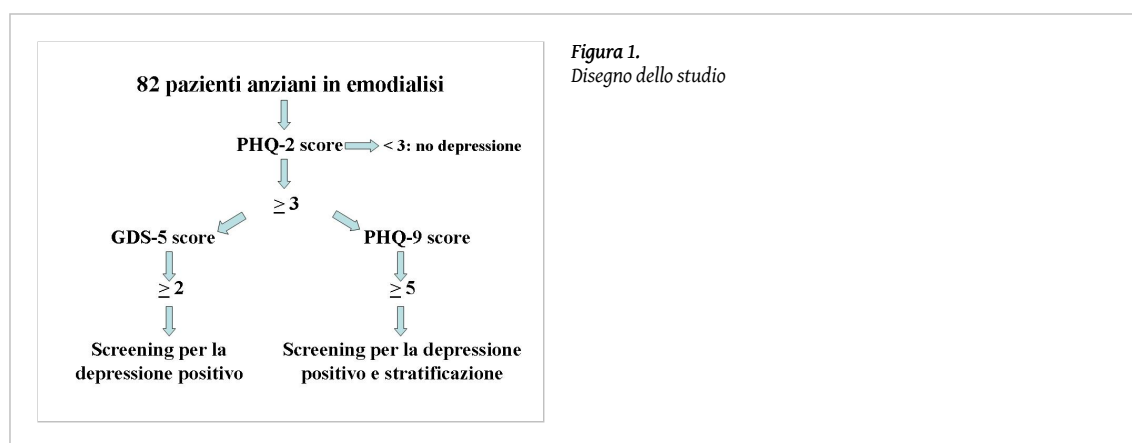 82 pazienti anziani in emodialisi
PHQ-2 score
< 3: no depressione
≥ 3
GDS-5 score
PHQ-9 score
≥ 2
≥ 5
Screening per la
depressione positivo
Screening per la depressione
positivo e stratificazione
Figura 1.
Disegno dello studio